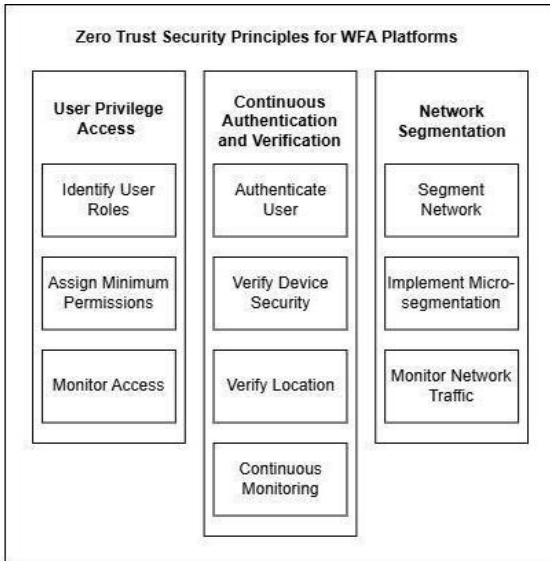 Zero Trust Security Principles for WFA Platforms
User Privilege
Access
Identify User
Roles
Assign Minimum
Permissions
Monitor Access
Continuous
Authentication
and Verification
Authenticate
User
Verify Device
Security
Verify Location
Continuous
Monitoring
Network
Segmentation
Segment
Network
Implement Micro-
segmentation
Monitor Network
Traffic